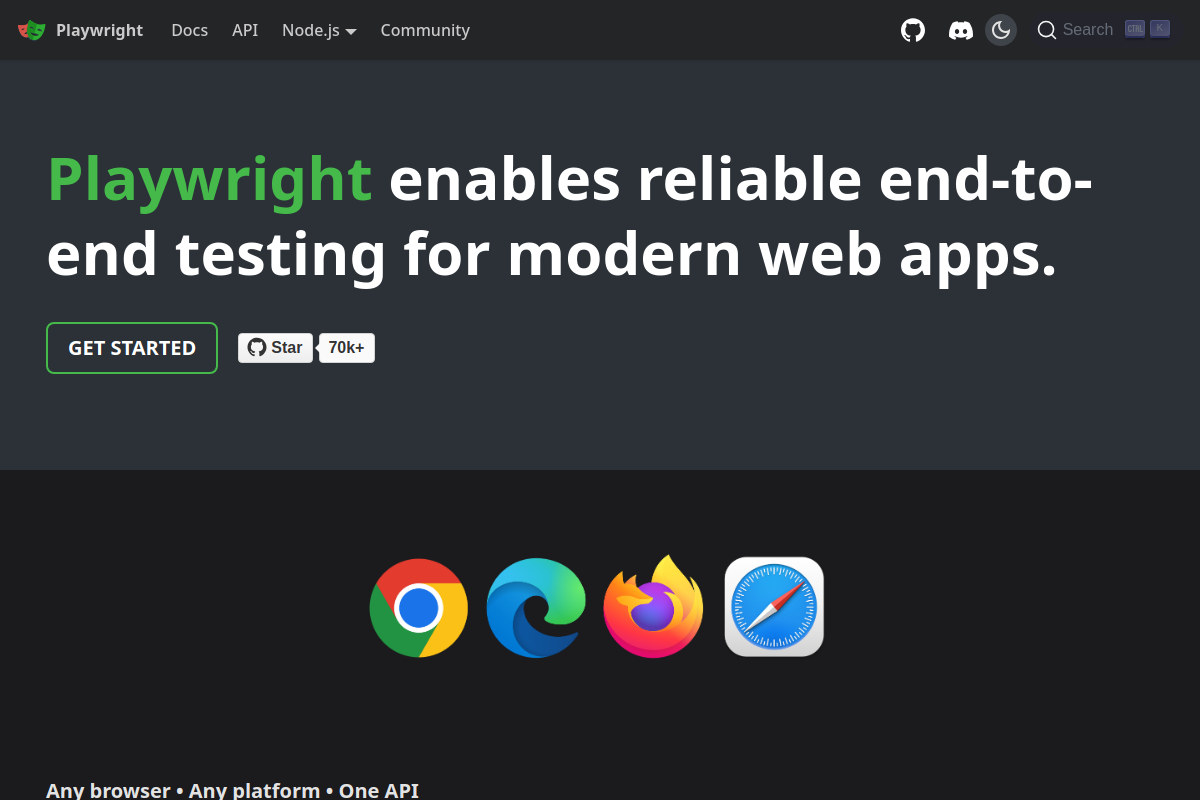 Playwright Docs API Node.js Community Search CTRL K
Playwright enables reliable end-to-
end testing for modern web apps.
GET STARTED Star 70k+
Any browser • Any platform • One API